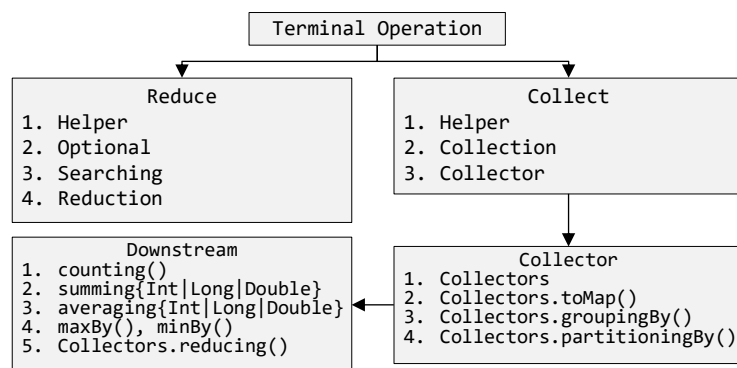 Terminal Operation
Reduce
1. Helper
2. Optional
3. Searching
4. Reduction
Collect
1. Helper
2. Collection
3. Collector
Downstream
1. counting()
2. summing{Int|Long|Double}
3. averaging{Int|Long|Double}
4. maxBy(), minBy()
5. Collectors.reducing()
Collector
1. Collectors
2. Collectors.toMap()
3. Collectors.groupingBy()
4. Collectors.partitioningBy()